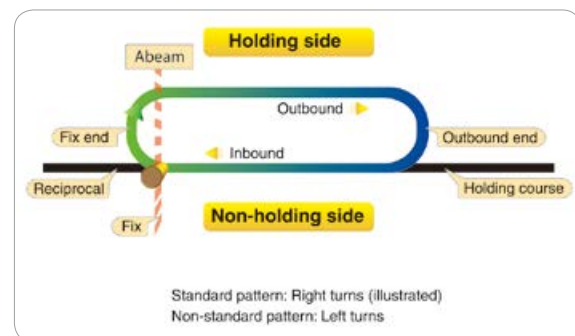 Holding side
Abeam
Outbound
Fix end
Outbound end
Inbound
Reciprocal
Holding course
Fix
Non-holding side
Standard pattern: Right turns (illustrated)
Non-standard pattern: Left turns